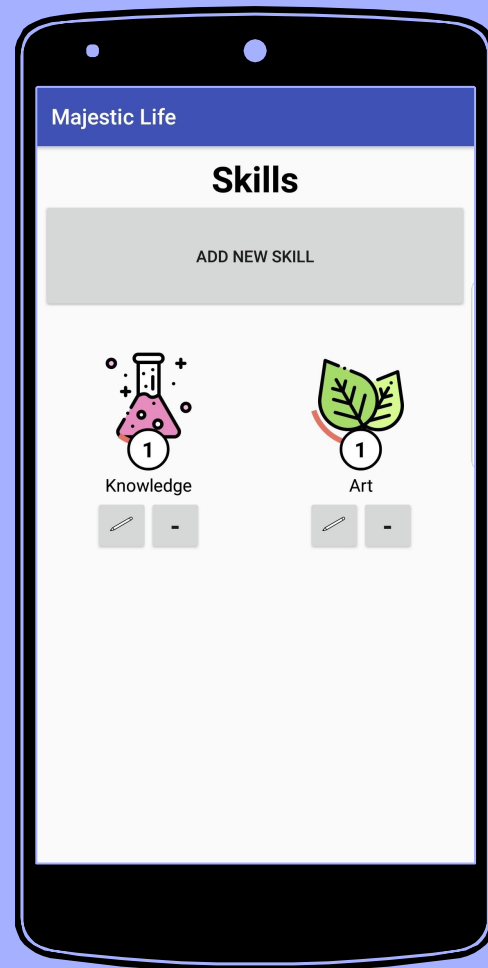 Majestic Life
Skills
ADD NEW SKILL
1 1
Knowledge Art
- -